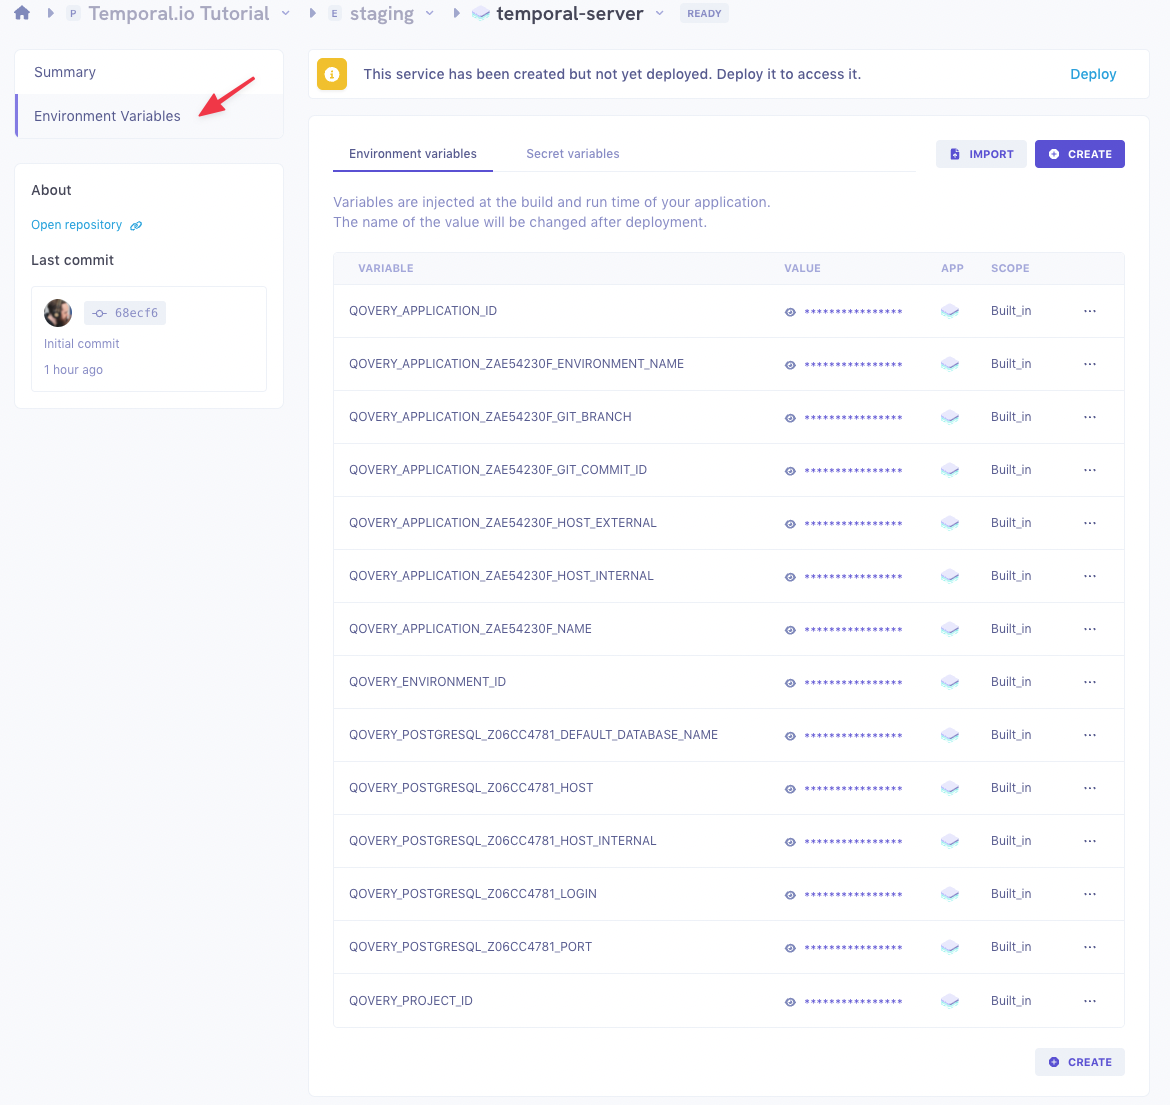 P Temporal.io Tutorial E staging temporal-server READY
Summary
Environment Variables
About
Open repository
Last commit
68ecf6
Initial commit
1 hour ago
This service has been created but not yet deployed. Deploy it to access it. Deploy
Environment variables Secret variables IMPORT CREATE
Variables are injected at the build and run time of your application.
The name of the value will be changed after deployment.
VARIABLE VALUE APP SCOPE
QOVERY_APPLICATION_ID **************** Built_in ...
QOVERY_APPLICATION_ZAE54230F_ENVIRONMENT_NAME **************** Built_in ...
QOVERY_APPLICATION_ZAE54230F_GIT_BRANCH **************** Built_in ...
QOVERY_APPLICATION_ZAE54230F_GIT_COMMIT_ID **************** Built_in ...
QOVERY_APPLICATION_ZAE54230F_HOST_EXTERNAL **************** Built_in ...
QOVERY_APPLICATION_ZAE54230F_HOST_INTERNAL **************** Built_in ...
QOVERY_APPLICATION_ZAE54230F_NAME **************** Built_in ...
QOVERY_ENVIRONMENT_ID **************** Built_in ...
QOVERY_POSTGRESQL_Z06CC4781_DEFAULT_DATABASE_NAME **************** Built_in ...
QOVERY_POSTGRESQL_Z06CC4781_HOST **************** Built_in ...
QOVERY_POSTGRESQL_Z06CC4781_HOST_INTERNAL **************** Built_in ...
QOVERY_POSTGRESQL_Z06CC4781_LOGIN **************** Built_in ...
QOVERY_POSTGRESQL_Z06CC4781_PORT **************** Built_in ...
QOVERY_PROJECT_ID **************** Built_in ...
CREATE